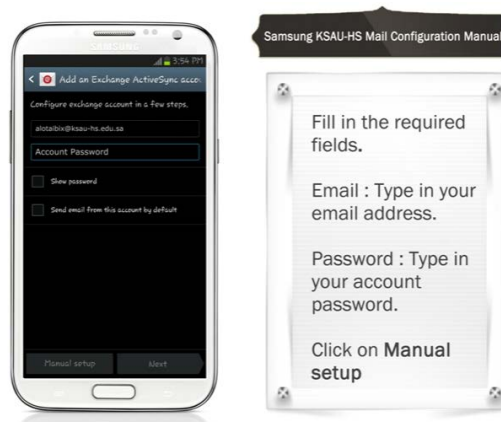 SAMSUNG
3:54 PM
Add an Exchange ActiveSync acco
Configure exchange account in a few steps.
alotaibix@ksau-hs.edu.sa
Account Password
Show password
Send email from this account by default
Manual setup
Next
Samsung KSAU-HS Mail Configuration Manual
Fill in the required
fields.
Email : Type in your
email address.
Password : Type in
your account
password.
Click on Manual
setup